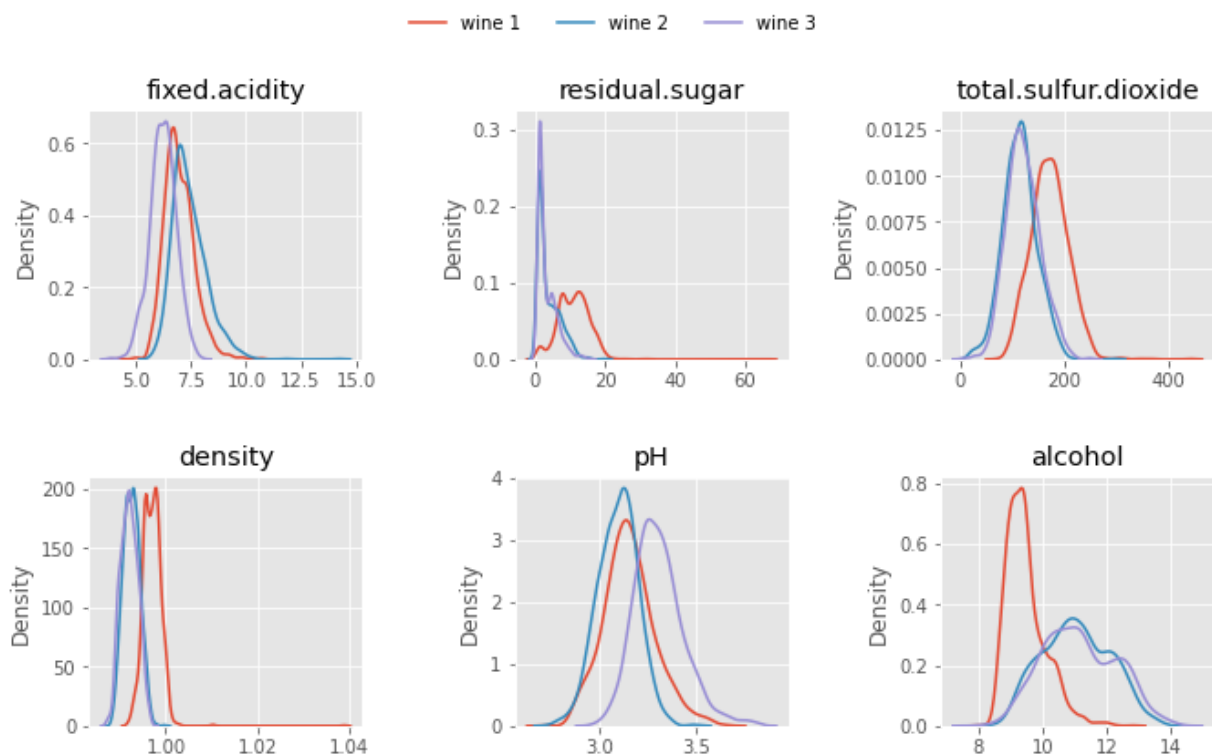 wine 1 wine 2 wine 3
fixed.acidity
Density
0.6
0.4
0.2
0.0
5.0 7.5 10.0 12.5 15.0
residual.sugar
Density
0.3
0.2
0.1
0.0
0 20 40 60
total.sulfur.dioxide
Density
0.0125
0.0100
0.0075
0.0050
0.0025
0.0000
0 200 400
density
Density
200
150
100
50
0
1.00 1.02 1.04
pH
Density
4
3
2
1
0
3.0 3.5
alcohol
Density
0.8
0.6
0.4
0.2
0.0
8 10 12 14